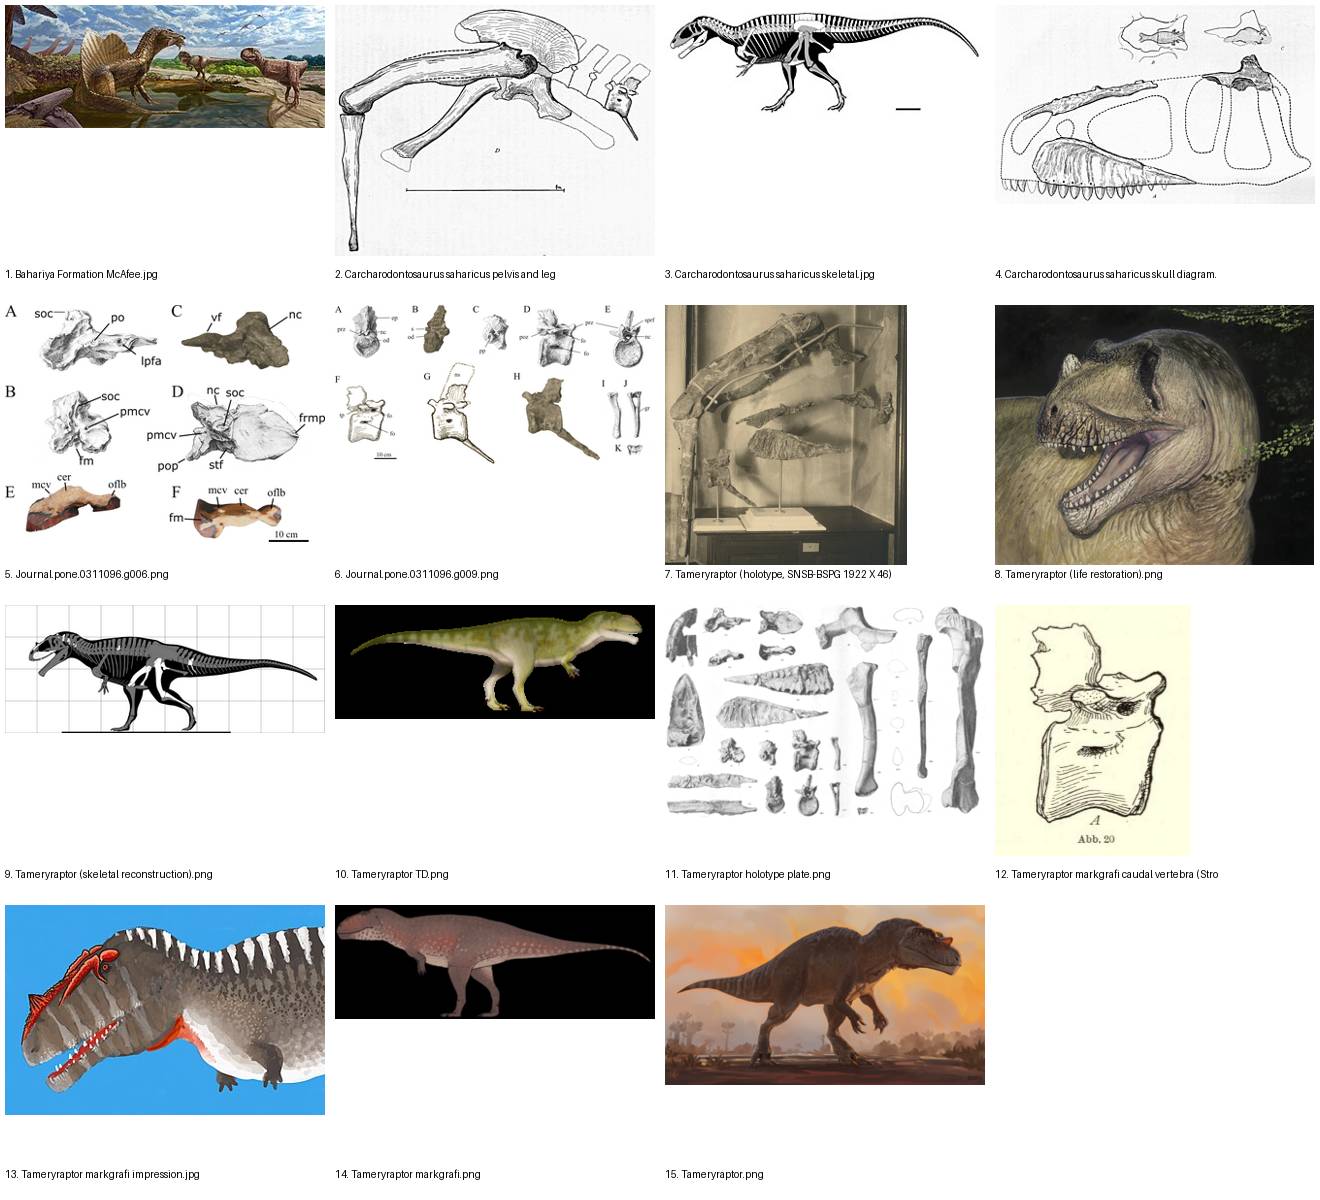 D
1m
B
C
A
1. Bahariya Formation McAfee.jpg
2. Carcharodontosaurus saharicus pelvis and leg
3. Carcharodontosaurus saharicus skeletal.jpg
4. Carcharodontosaurus saharicus skull diagram.
A
soc
po
lpfa
C
vf
nc
B
soc
pmcv
fm
D
nc
soc
pmcv
frmp
pop
stf
E
mcv
cer
oflb
F
mcv
cer
oflb
fm
10 cm
A
B
C
D
E
F
G
H
I
J
K
10 cm
5. Journal.pone.0311096.g006.png
6. Journal.pone.0311096.g009.png
7. Tameryraptor (holotype, SNSB-BSPG 1922 X 46)
8. Tameryraptor (life restoration).png
A
Abb. 20
9. Tameryraptor (skeletal reconstruction).png
10. Tameryraptor TD.png
11. Tameryraptor holotype plate.png
12. Tameryraptor markgrafi caudal vertebra (Stro
13. Tameryraptor markgrafi impression.jpg
14. Tameryraptor markgrafi.png
15. Tameryraptor.png